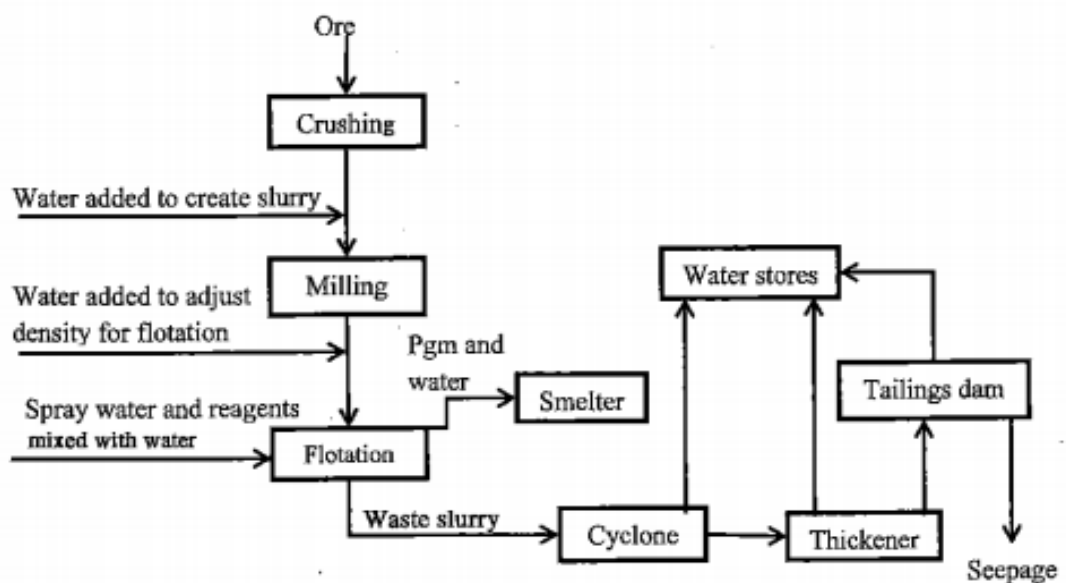 Ore
Crushing
Water added to create slurry
Milling
Water added to adjust
density for flotation
Water stores
Pgm and
water
Smelter
Tailings dam
Spray water and reagents
mixed with water
Flotation
Waste slurry
Cyclone
Thickener
Seepage